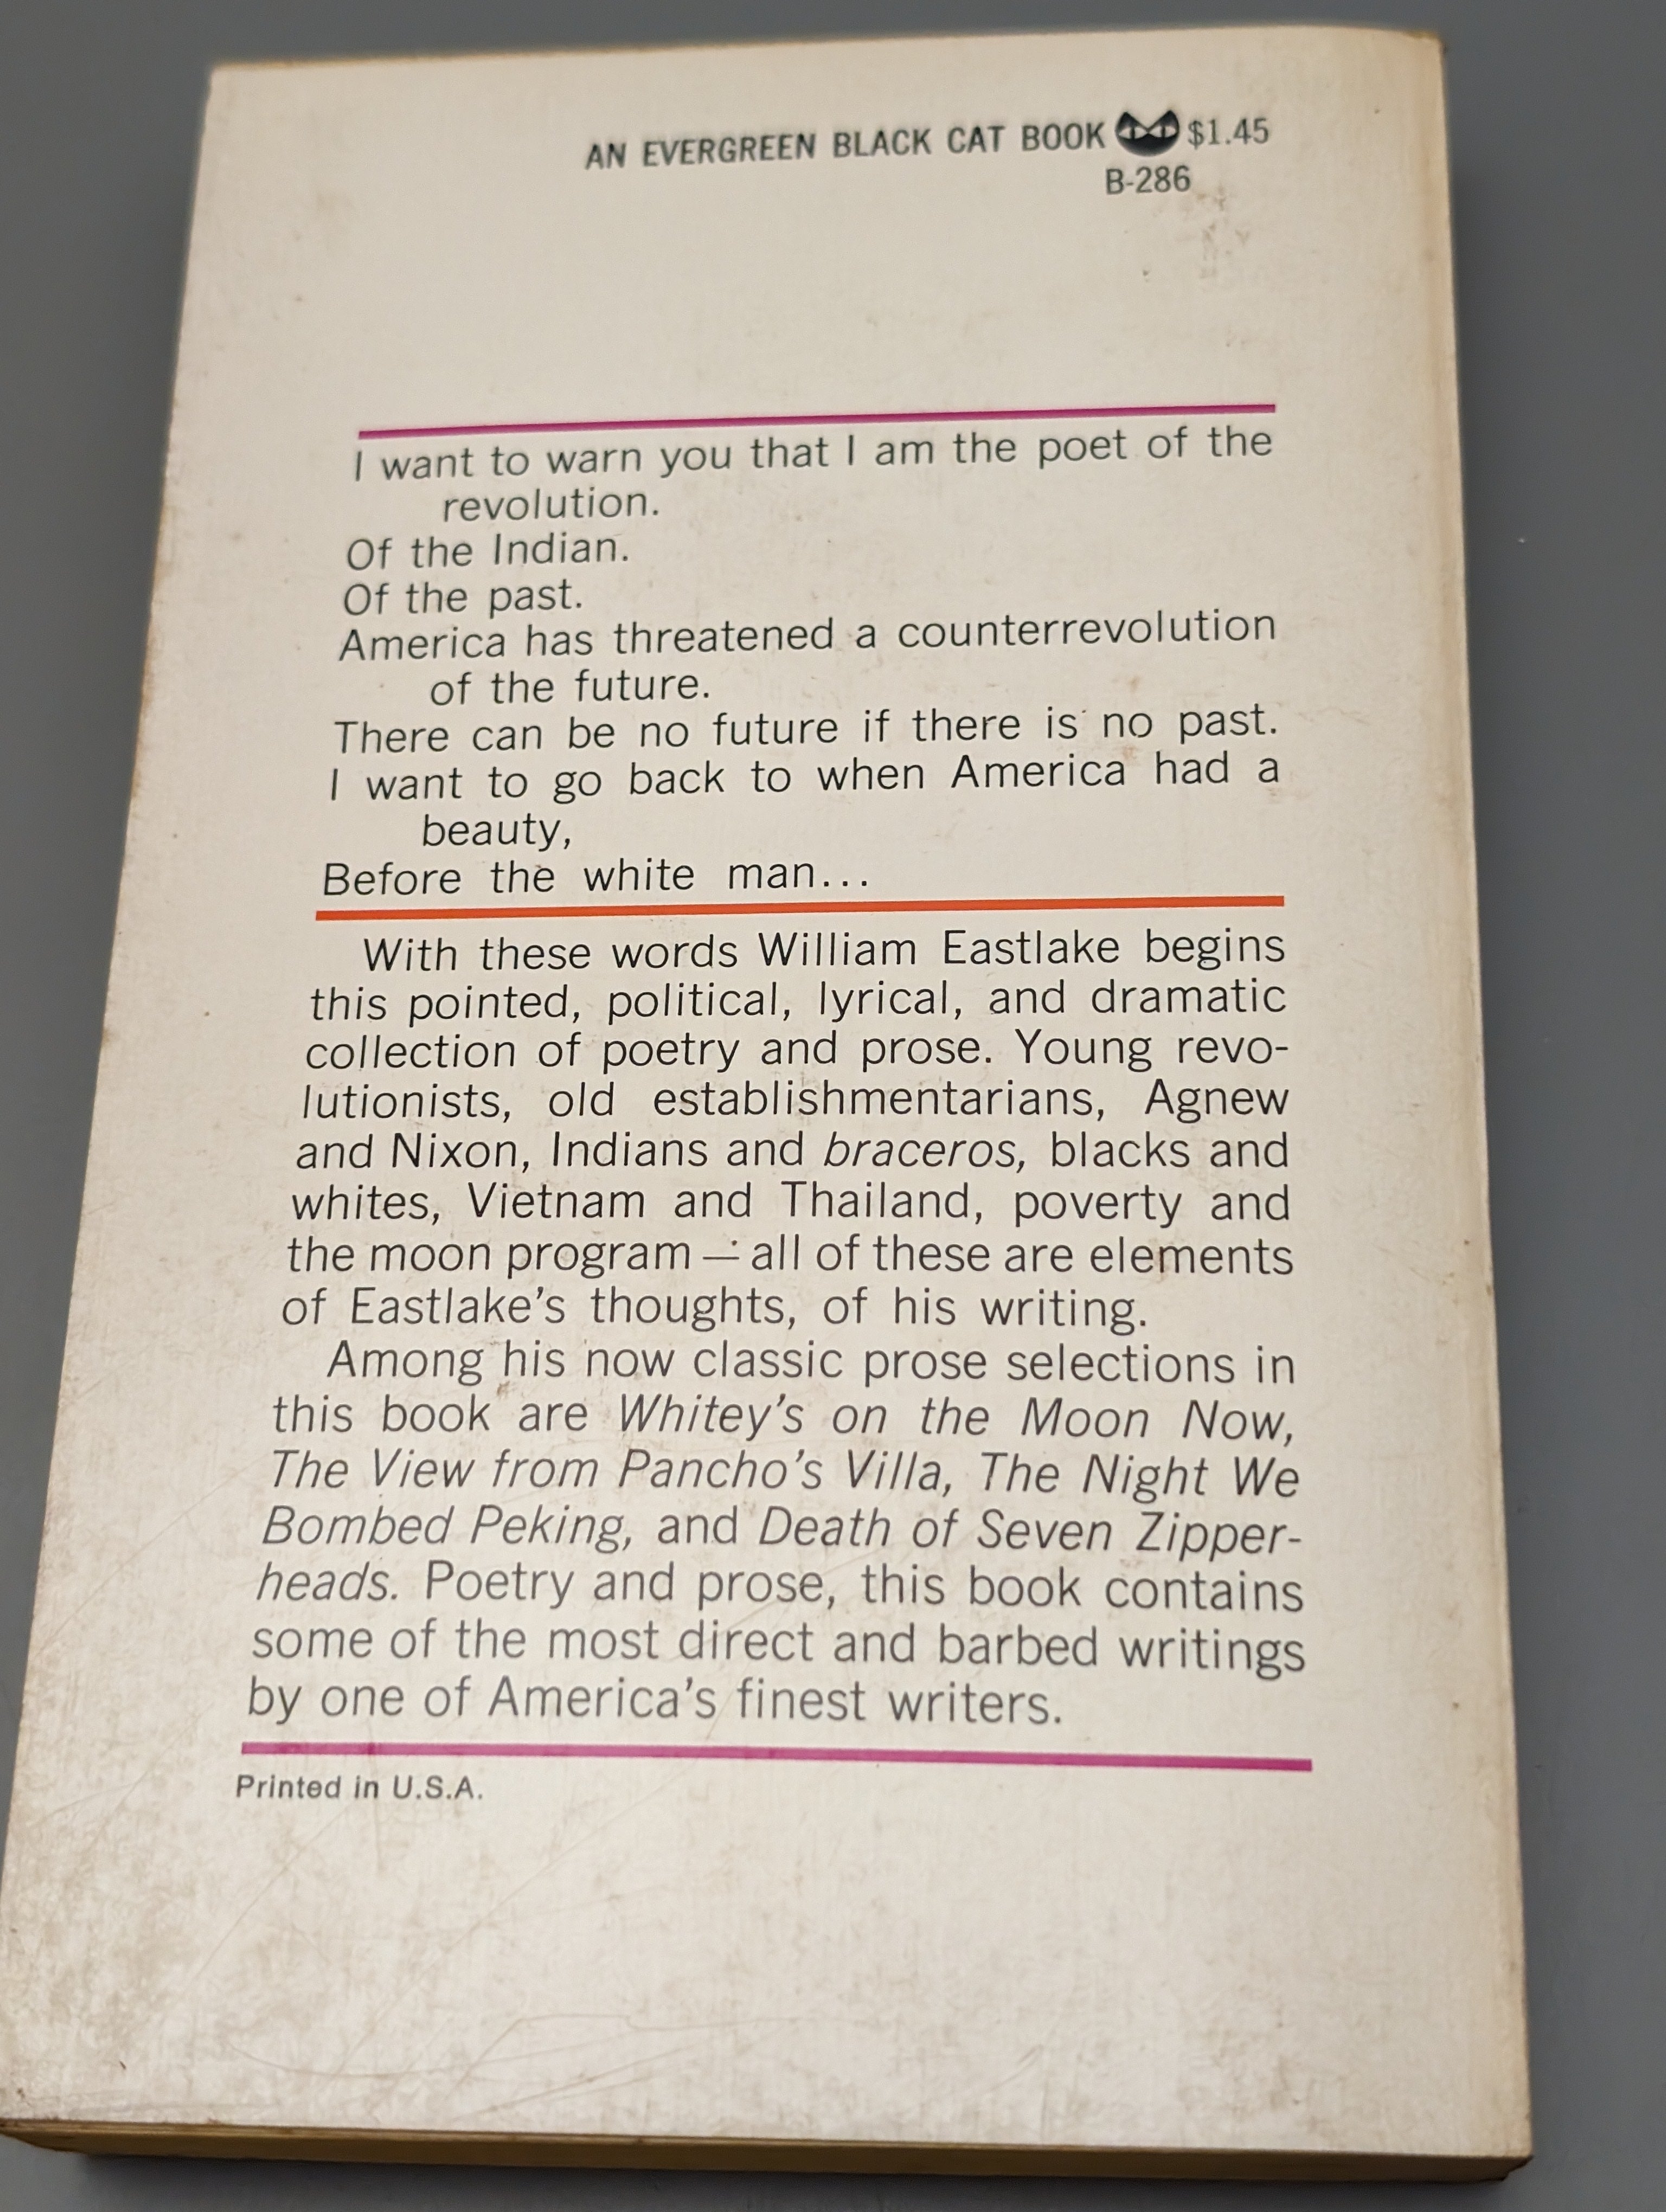 AN EVERGREEN BLACK CAT BOOK $1.45
B-286
I want to warn you that I am the poet of the
revolution.
Of the Indian.
Of the past.
America has threatened a counterrevolution
of the future.
There can be no future if there is no past.
I want to go back to when America had a
beauty,
Before the white man...
With these words William Eastlake begins
this pointed, political, lyrical, and dramatic
collection of poetry and prose. Young revo-
lutionists, old establishmentarians, Agnew
and Nixon, Indians and braceros, blacks and
whites, Vietnam and Thailand, poverty and
the moon program — all of these are elements
of Eastlake's thoughts, of his writing.
Among his now classic prose selections in
this book are Whitey's on the Moon Now,
The View from Pancho's Villa, The Night We
Bombed Peking, and Death of Seven Zipper-
heads. Poetry and prose, this book contains
some of the most direct and barbed writings
by one of America's finest writers.
Printed in U.S.A.